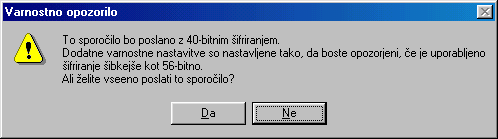 Varnostno opozorilo
To sporočilo bo poslano z 40-bitnim šifriranjem.
Dodatne varnostne nastavitve so nastavljene tako, da boste opozorjeni, če je uporabljeno
šifriranje šibkejše kot 56-bitno.
Ali želite vseeno poslati to sporočilo?
Da
Ne